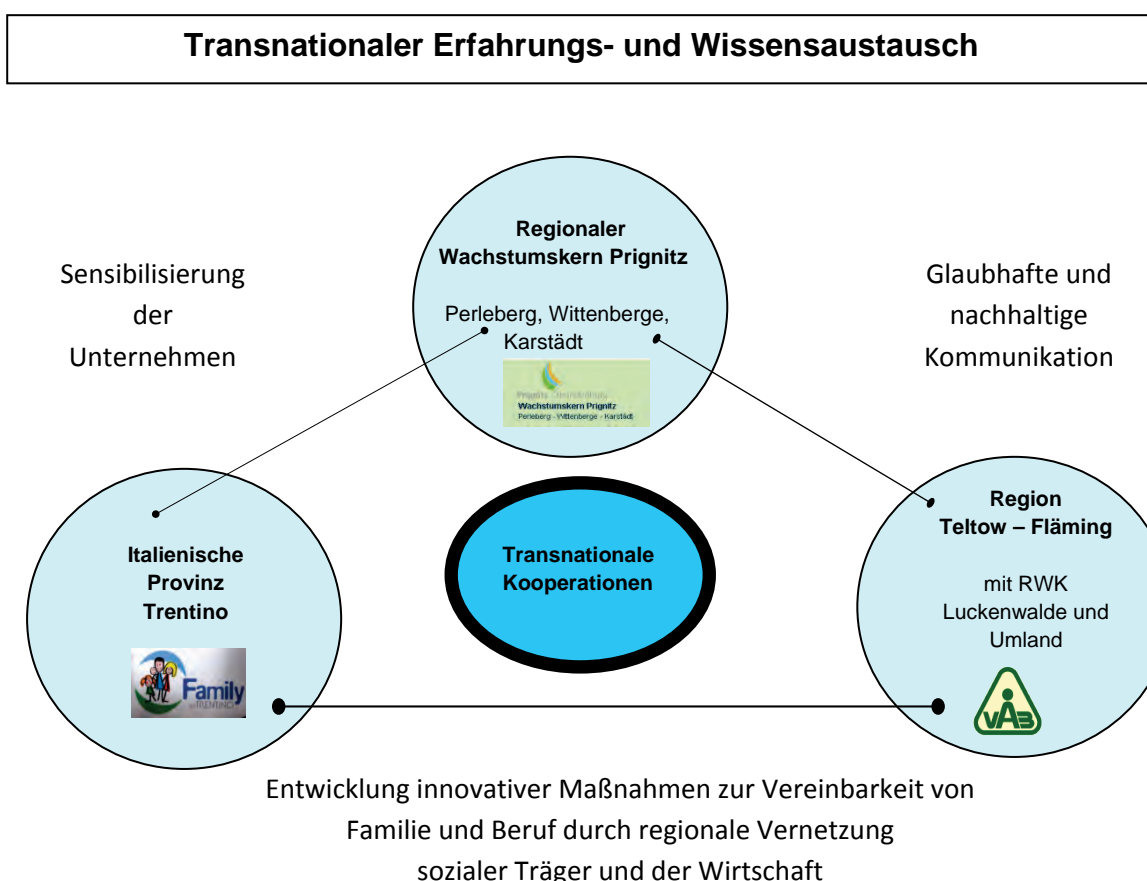 Transnationaler Erfahrungs- und Wissensaustausch
Regionaler
Wachstumskern Prignitz
Perleberg, Wittenberge,
Karstädt
Wachstumskern Prignitz
Perleberg - Wittenberge - Karstädt
Sensibilisierung
der
Unternehmen
Glaubhafte und
nachhaltige
Kommunikation
Italienische
Provinz
Trentino
Family
TRENTINO
Transnationale
Kooperationen
Region
Teltow – Fläming
mit RWK
Luckenwalde und
Umland
VAB
Entwicklung innovativer Maßnahmen zur Vereinbarkeit von
Familie und Beruf durch regionale Vernetzung
sozialer Träger und der Wirtschaft